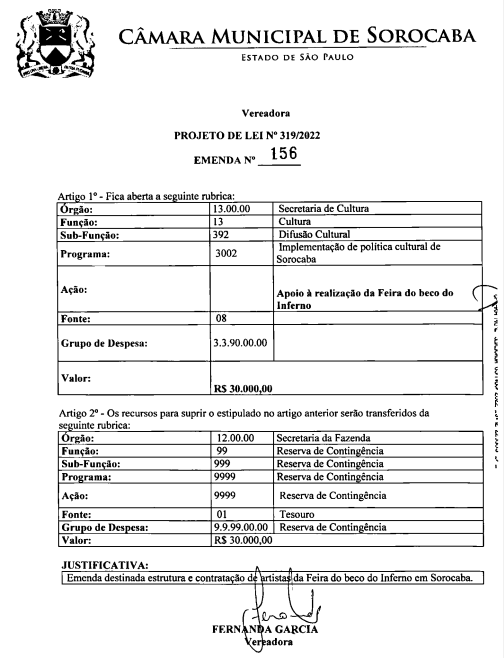 CÂMARA MUNICIPAL DE SOROCABA
ESTADO DE SÃO PAULO
Vereadora
PROJETO DE LEI Nº 319/2022
EMENDA Nº 156
Artigo 1º - Fica aberta a seguinte rubrica:
Órgão: 13.00.00 Secretaria de Cultura
Função: 13 Cultura
Sub-Função: 392 Difusão Cultural
Programa: 3002 Implementação de política cultural de
Sorocaba
Ação: Apoio à realização da Feira do beco do
Inferno
Fonte: 08
Grupo de Despesa: 3.3.90.00.00
Valor:
R$ 30.000,00
Artigo 2º - Os recursos para suprir o estipulado no artigo anterior serão transferidos da
seguinte rubrica:
Órgão: 12.00.00 Secretaria da Fazenda
Função: 99 Reserva de Contingência
Sub-Função: 999 Reserva de Contingência
Programa: 9999 Reserva de Contingência
Ação: 9999 Reserva de Contingência
Fonte: 01 Tesouro
Grupo de Despesa: 9.9.99.00.00 Reserva de Contingência
Valor: R$ 30.000,00
JUSTIFICATIVA:
Emenda destinada estrutura e contratação de artistas da Feira do beco do Inferno em Sorocaba.
FERNANDA GARCIA
Vereadora